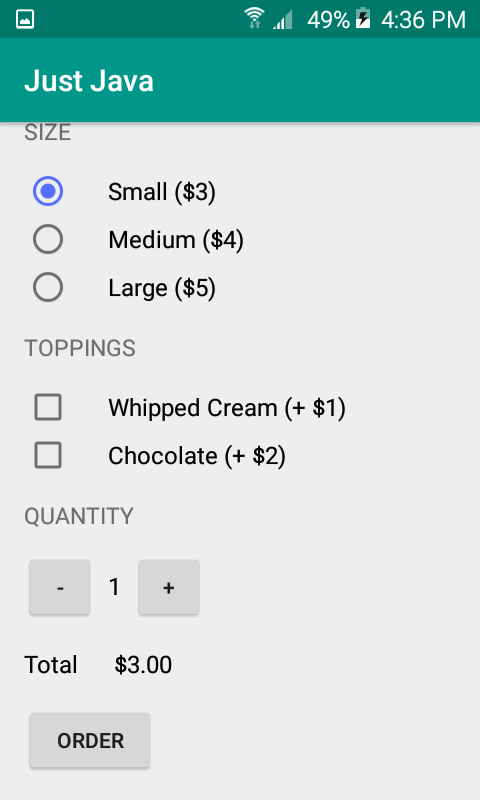 49% 4:36 PM
Just Java
SIZE
Small ($3)
Medium ($4)
Large ($5)
TOPPINGS
Whipped Cream (+ $1)
Chocolate (+ $2)
QUANTITY
- 1 +
Total $3.00
ORDER